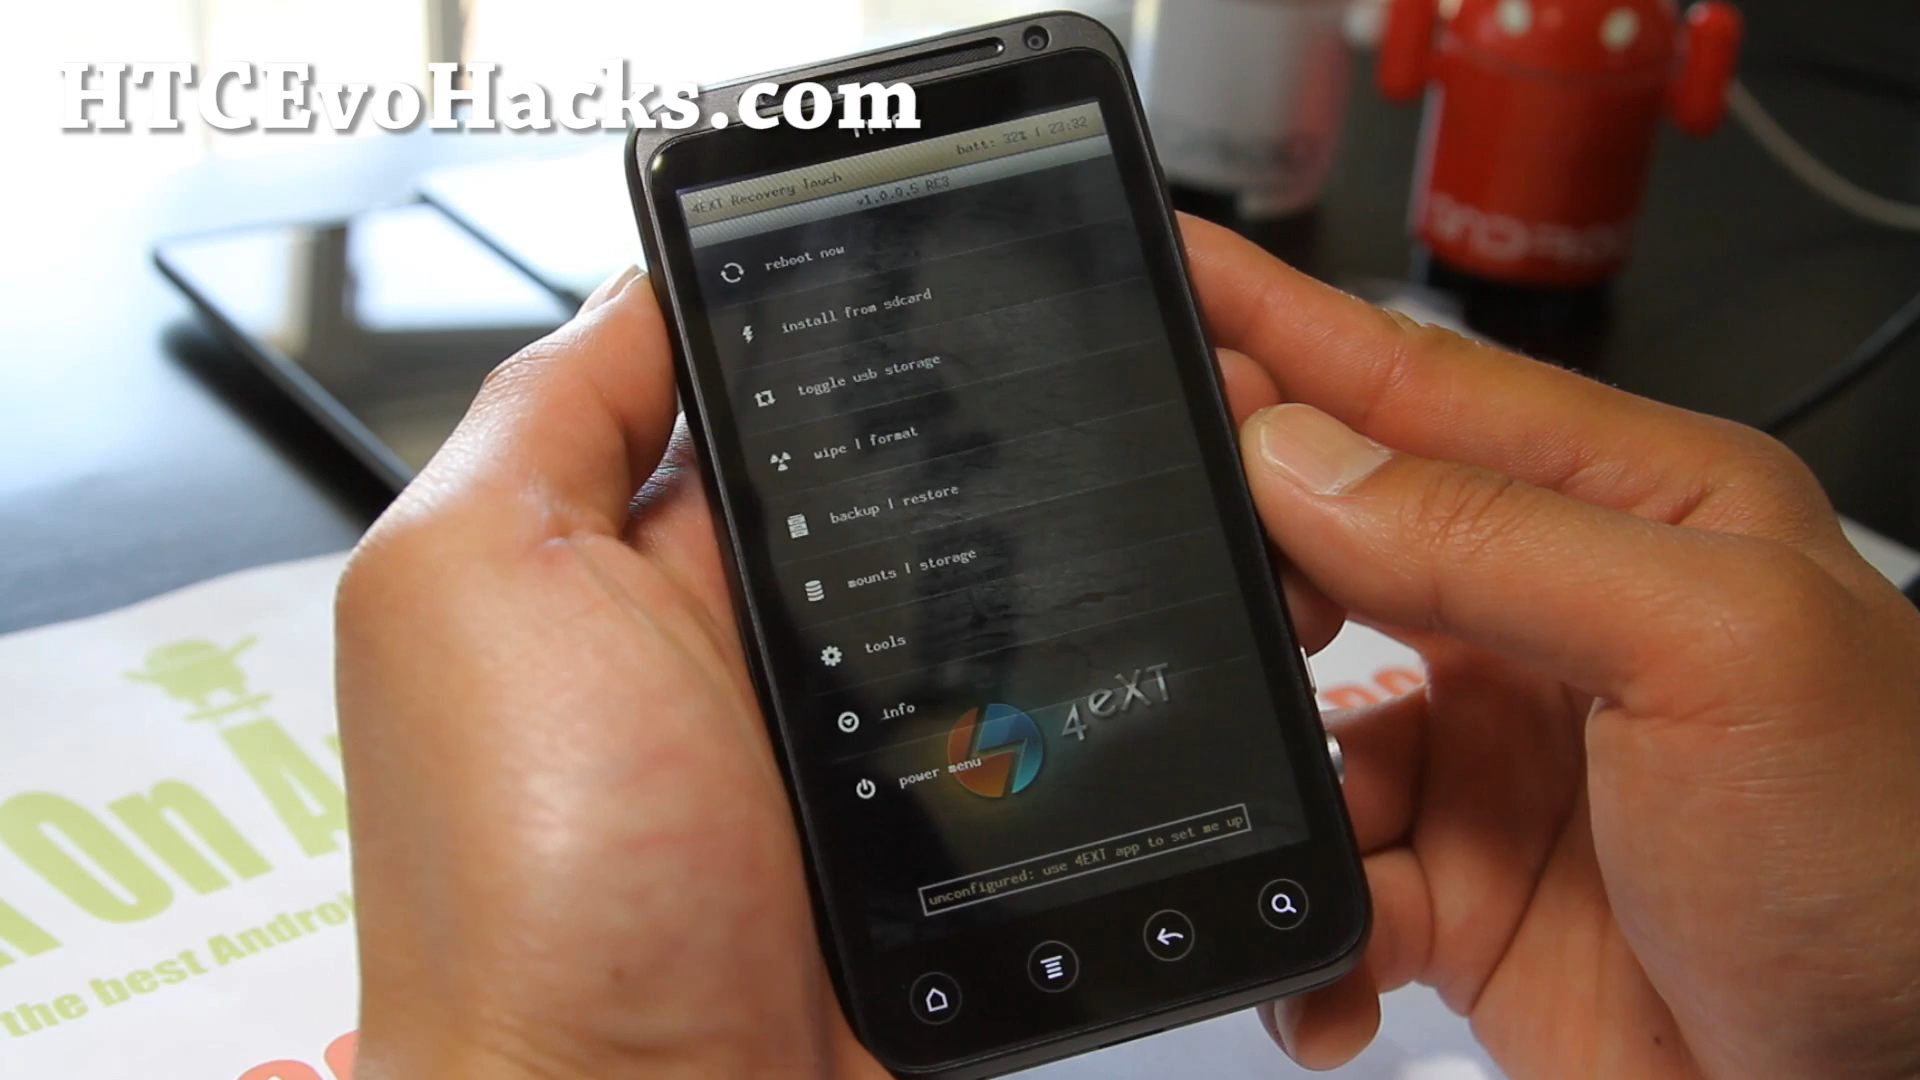 HTCEvoHacks.com
4EXT Recovery Touch
batt: 32% | 23:32
v1.0.0.5 RE3
reboot now
install from sdcard
toggle usb storage
wipe | format
backup | restore
mounts | storage
tools
info
power menu
4eXT
unconfigured: use 4EXT app to set me up
On
the best